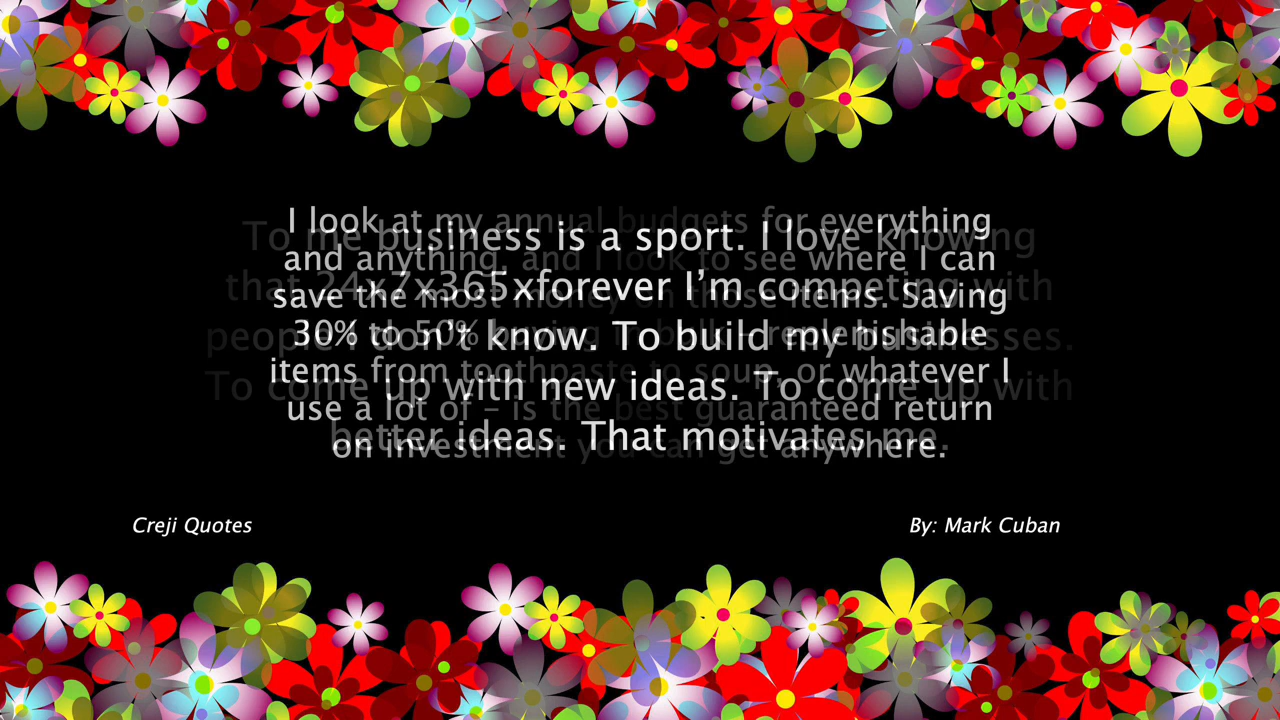 I look at my annual budgets for everything
and anything, and I look to see where I can
save the most money on those items. Saving
30% to 50% buying in bulk – replenishable
items from toothpaste to soup, or whatever I
use a lot of – is the best guaranteed return
on investment you can get anywhere.
To me business is a sport. I love knowing
that 24x7x365xforever I’m competing with
people I don’t know. To build my businesses.
To come up with new ideas. To come up with
better ideas. That motivates me.
Creji Quotes
By: Mark Cuban